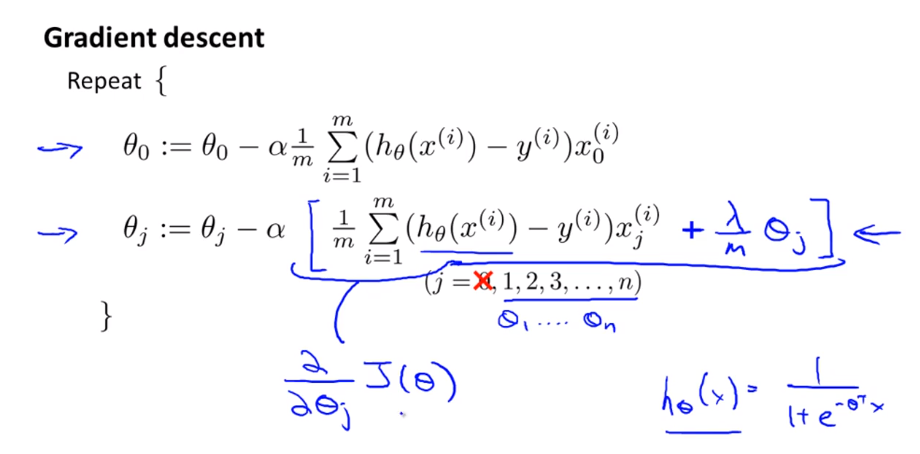 Gradient descent
Repeat {
→ θ₀ := θ₀ − α 1/m Σᵢ₌₁ᵐ (h_θ(x⁽ⁱ⁾) − y⁽ⁱ⁾)x₀⁽ⁱ⁾
→ θⱼ := θⱼ − α [ 1/m Σᵢ₌₁ᵐ (h_θ(x⁽ⁱ⁾) − y⁽ⁱ⁾)xⱼ⁽ⁱ⁾ + λ/m θⱼ ] ←
(j = 0, 1, 2, 3, . . . , n)
}
θ₁ .... θₙ
∂/∂θⱼ J(θ)
h_θ(x) = 1/(1+e^(-θᵀx))